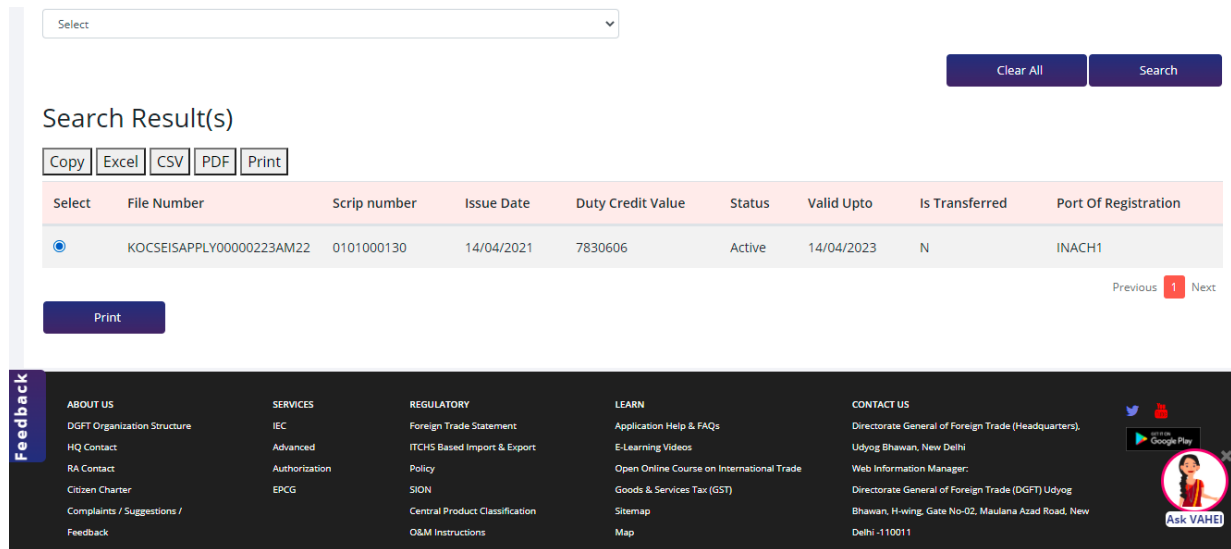 Select
Clear All Search
Search Result(s)
Copy Excel CSV PDF Print
Select File Number Scrip number Issue Date Duty Credit Value Status Valid Upto Is Transferred Port Of Registration
KOCSEISAPPLY00000223AM22 0101000130 14/04/2021 7830606 Active 14/04/2023 N INACH1
Previous 1 Next
Print
Feedback
ABOUT US
DGFT Organization Structure
HQ Contact
RA Contact
Citizen Charter
Complaints / Suggestions /
Feedback
SERVICES
IEC
Advanced
Authorization
EPCG
REGULATORY
Foreign Trade Statement
ITCHS Based Import & Export
Policy
SION
Central Product Classification
O&M Instructions
LEARN
Application Help & FAQs
E-Learning Videos
Open Online Course on International Trade
Goods & Services Tax (GST)
Sitemap
Map
CONTACT US
Directorate General of Foreign Trade (Headquarters),
Udyog Bhawan, New Delhi
Web Information Manager:
Directorate General of Foreign Trade (DGFT) Udyog
Bhawan, H-wing, Gate No-02, Maulana Azad Road, New
Delhi -110011
GET IT ON
Google Play
Ask VAHEI